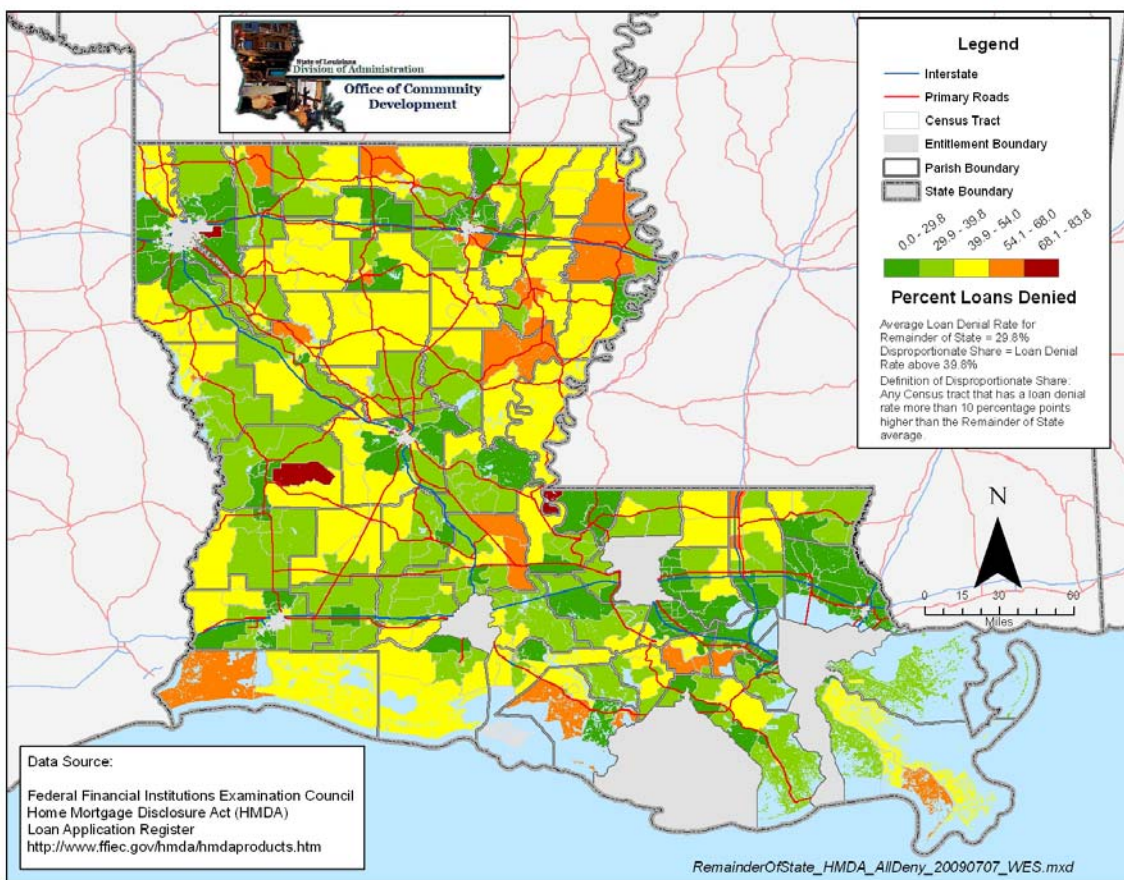 State of Louisiana
Division of Administration
Office of Community
Development
Legend
Interstate
Primary Roads
Census Tract
Entitlement Boundary
Parish Boundary
State Boundary
0.0 - 29.8
29.9 - 39.8
39.9 - 54.0
54.1 - 68.0
68.1 - 83.8
Percent Loans Denied
Average Loan Denial Rate for
Remainder of State = 29.8%
Disproportionate Share = Loan Denial
Rate above 39.8%
Definition of Disproportionate Share:
Any Census tract that has a loan denial
rate more than 10 percentage points
higher than the Remainder of State
average.
N
0 15 30 60
Miles
Data Source:
Federal Financial Institutions Examination Council
Home Mortgage Disclosure Act (HMDA)
Loan Application Register
http://www.ffiec.gov/hmda/hmdaproducts.htm
RemainderOfState_HMDA_AllDeny_20090707_WES.mxd